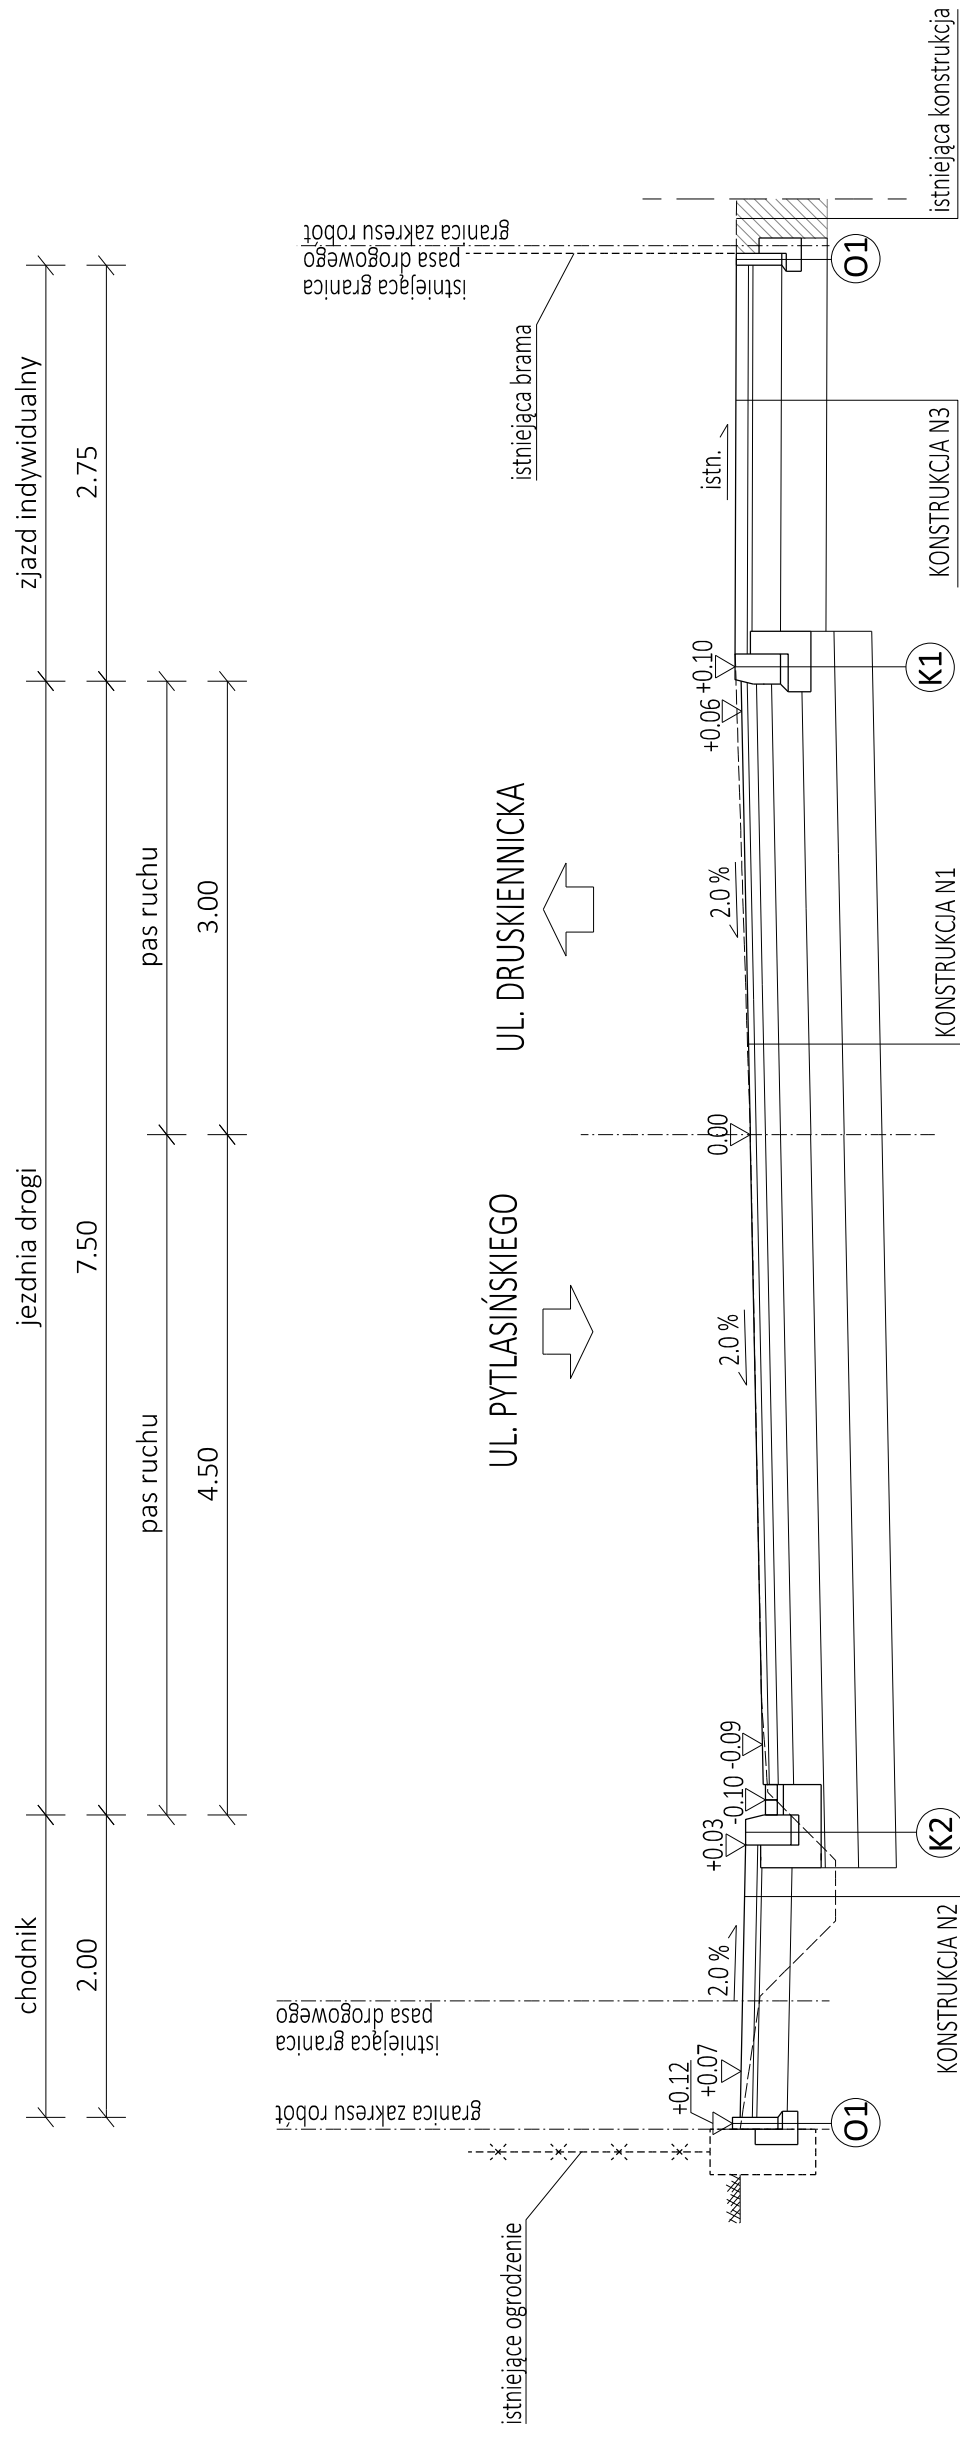 chodnik
jezdnia drogi
zjazd indywidualny
2.00
7.50
2.75
pas ruchu
pas ruchu
4.50
3.00
granica zakresu robót
istniejąca granica
pasa drogowego
istniejąca granica
pasa drogowego
granica zakresu robót
istniejące ogrodzenie
UL. PYTLASIŃSKIEGO
UL. DRUSKIENNICKA
istniejąca brama
+0.12
+0.07
2.0 %
+0.03
-0.10
-0.09
2.0 %
0.00
2.0 %
+0.06
+0.10
istn.
O1
K2
K1
O1
KONSTRUKCJA N2
KONSTRUKCJA N1
KONSTRUKCJA N3
istniejąca konstrukcja